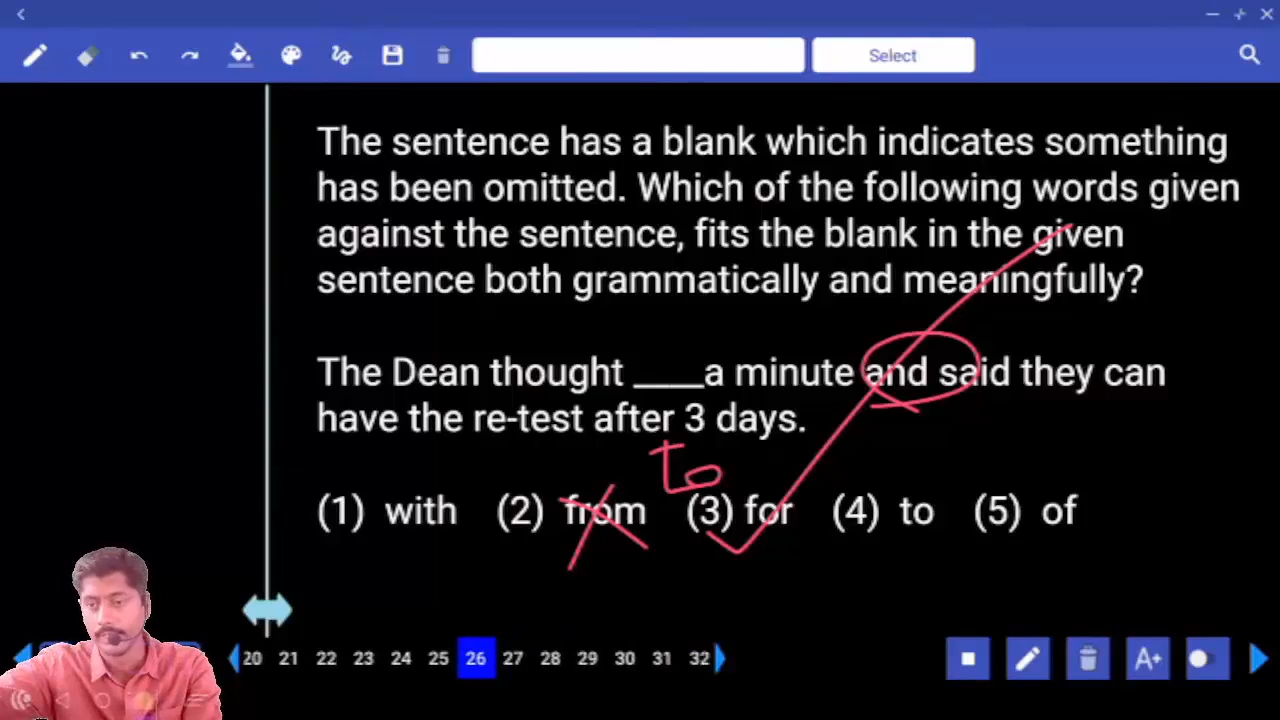 Select
The sentence has a blank which indicates something
has been omitted. Which of the following words given
against the sentence, fits the blank in the given
sentence both grammatically and meaningfully?
The Dean thought ____a minute and said they can
have the re-test after 3 days.
to
(1) with (2) from (3) for (4) to (5) of
20 21 22 23 24 25 26 27 28 29 30 31 32
A+